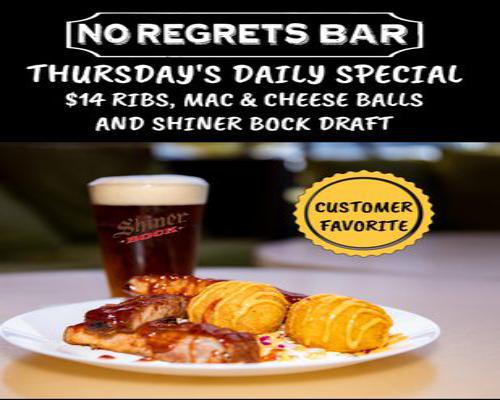 NO REGRETS BAR
THURSDAY'S DAILY SPECIAL
$14 RIBS, MAC & CHEESE BALLS
AND SHINER BOCK DRAFT
CUSTOMER
FAVORITE
Shiner
BOCK